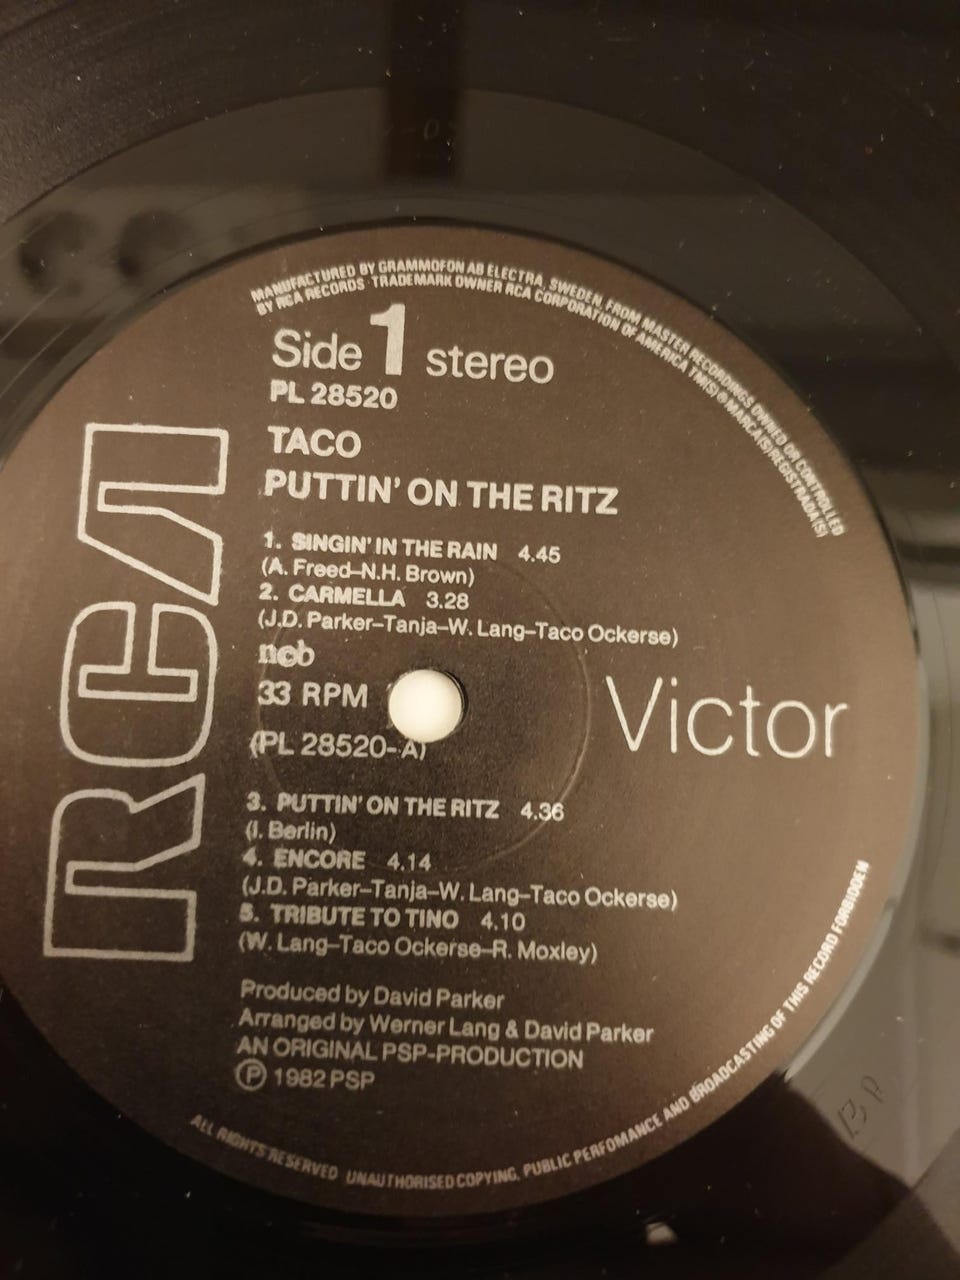 MANUFACTURED BY GRAMMOFON AB ELECTRA, SWEDEN, FROM MASTER RECORDINGS OWNED OR CONTROLLED
BY RCA RECORDS · TRADEMARK OWNER RCA CORPORATION OF AMERICA TM(S) ® MARCA(S) REGISTRADA(S)
Side 1 stereo
PL 28520
TACO
PUTTIN' ON THE RITZ
1. SINGIN' IN THE RAIN 4.45
(A. Freed–N.H. Brown)
2. CARMELLA 3.28
(J.D. Parker–Tanja–W. Lang–Taco Ockerse)
ncb
33 RPM
(PL 28520-A)
RCA
Victor
3. PUTTIN' ON THE RITZ 4.36
(I. Berlin)
4. ENCORE 4.14
(J.D. Parker–Tanja–W. Lang–Taco Ockerse)
5. TRIBUTE TO TINO 4.10
(W. Lang–Taco Ockerse–R. Moxley)
Produced by David Parker
Arranged by Werner Lang & David Parker
AN ORIGINAL PSP-PRODUCTION
Ⓟ 1982 PSP
ALL RIGHTS RESERVED UNAUTHORISED COPYING, PUBLIC PERFOMANCE AND BROADCASTING OF THIS RECORD FORBIDDEN